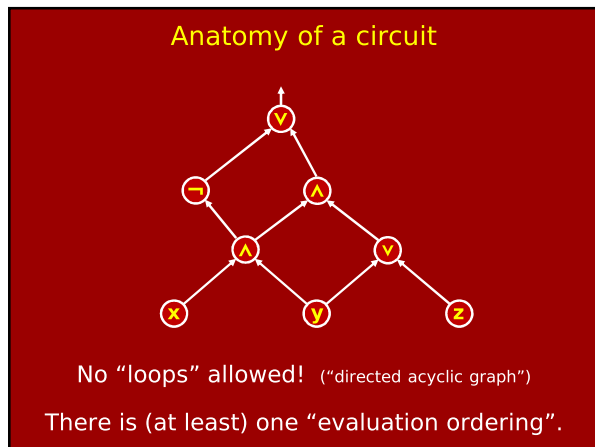 Anatomy of a circuit
∨
¬ ∧
∧ ∨
x y z
No “loops” allowed! (“directed acyclic graph”)
There is (at least) one “evaluation ordering”.